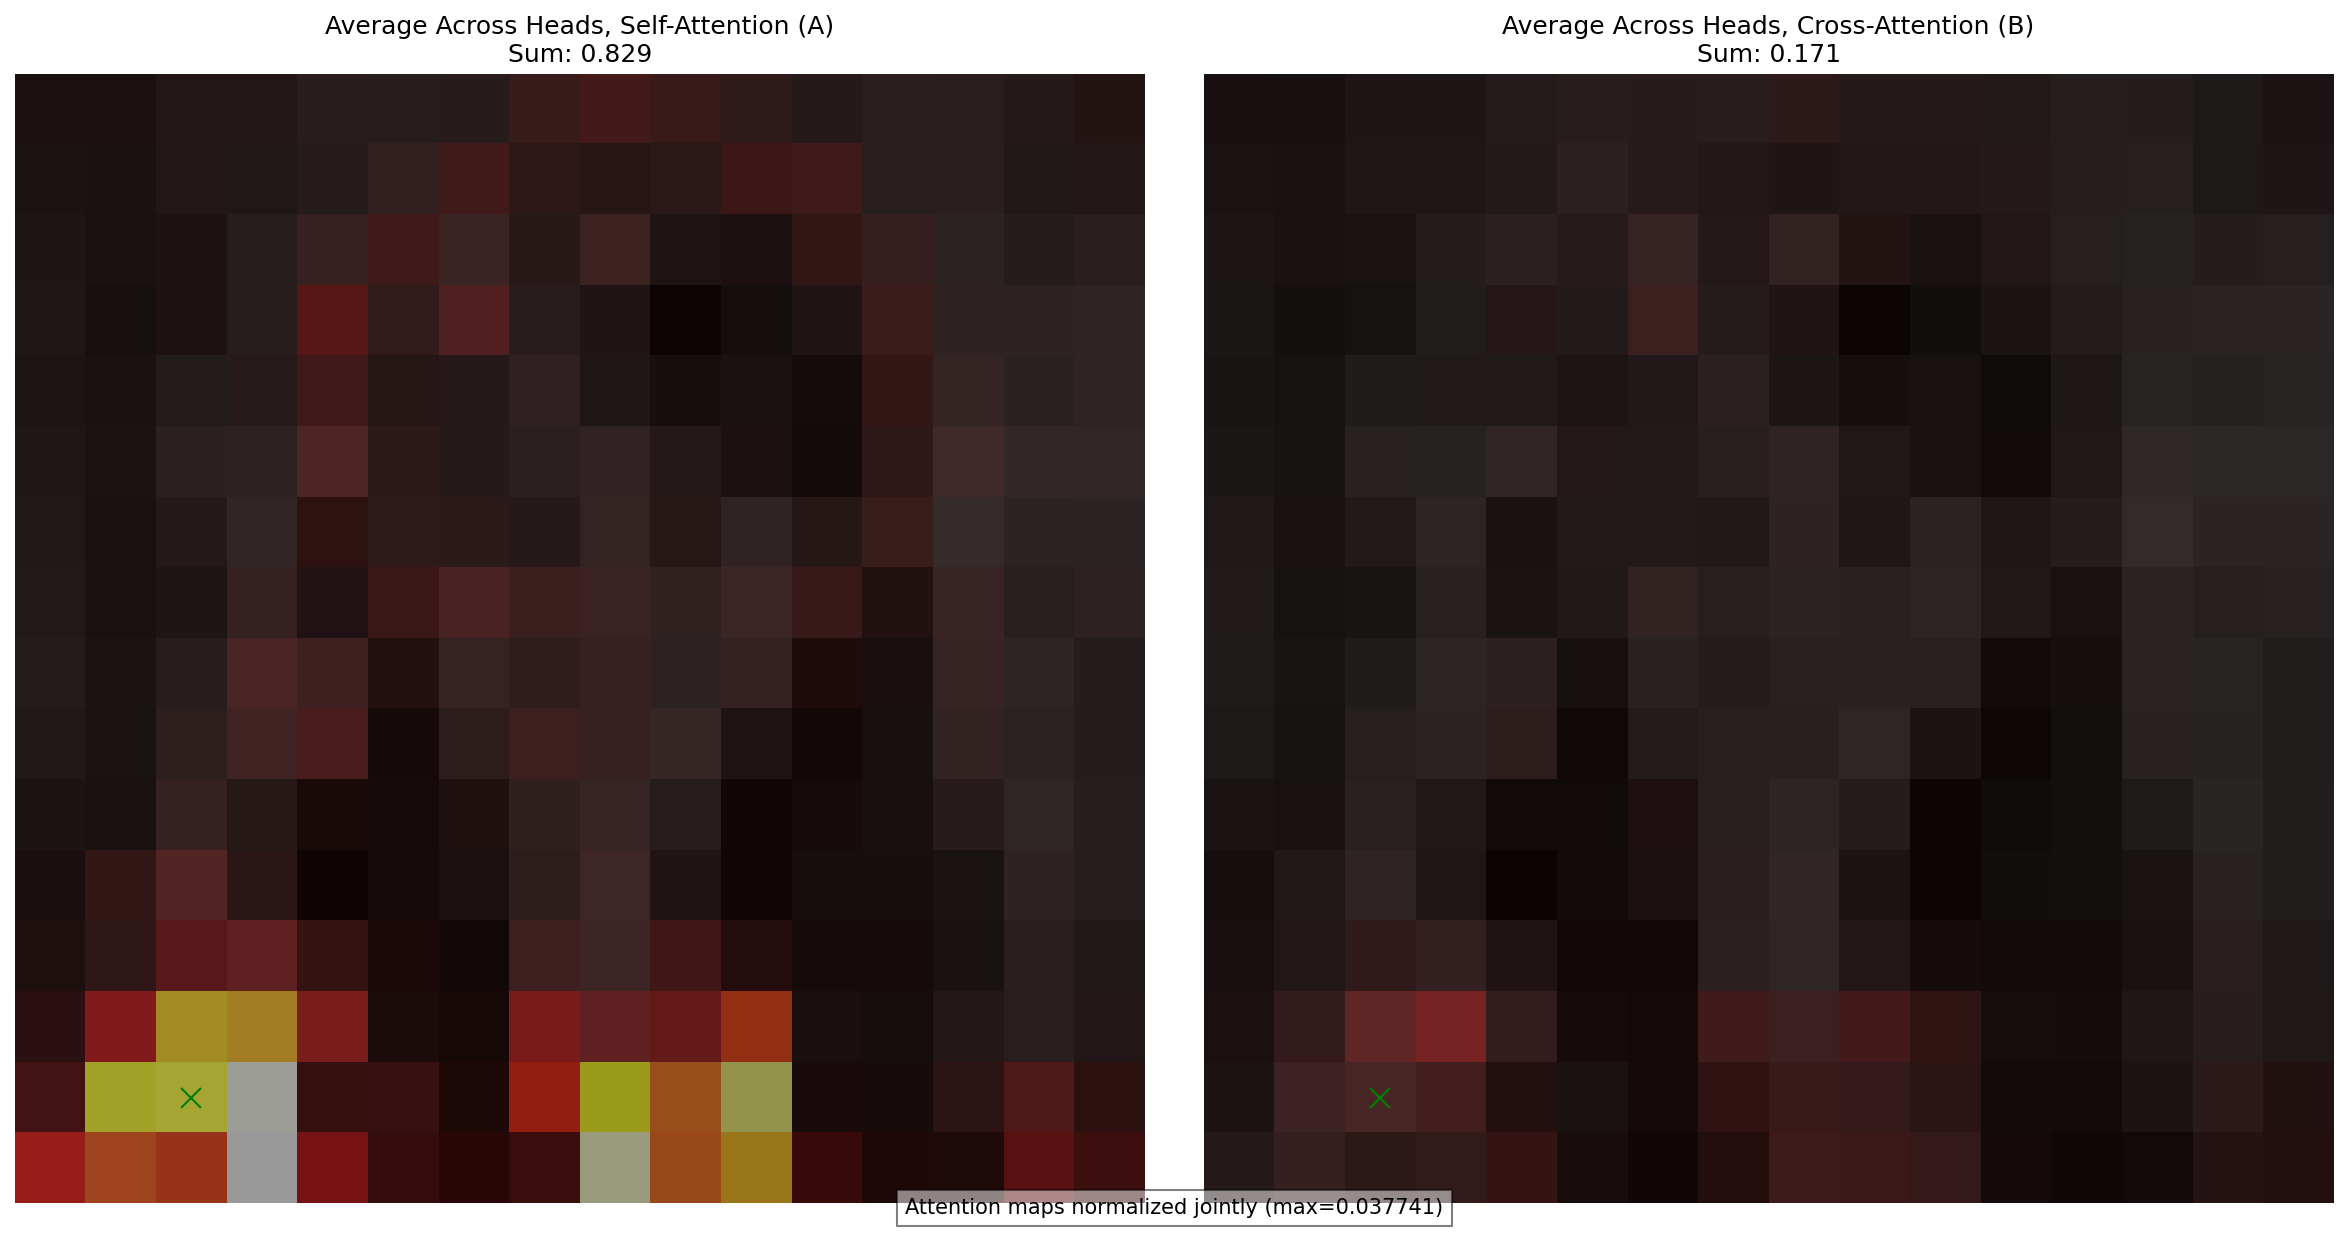 Average Across Heads, Self-Attention (A)
Sum: 0.829
Average Across Heads, Cross-Attention (B)
Sum: 0.171
Attention maps normalized jointly (max=0.037741)